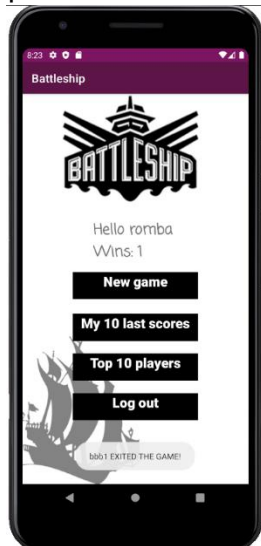 8:23
Battleship
BATTLESHIP
Hello romba
Wins: 1
New game
My 10 last scores
Top 10 players
Log out
bbb1 EXITED THE GAME!